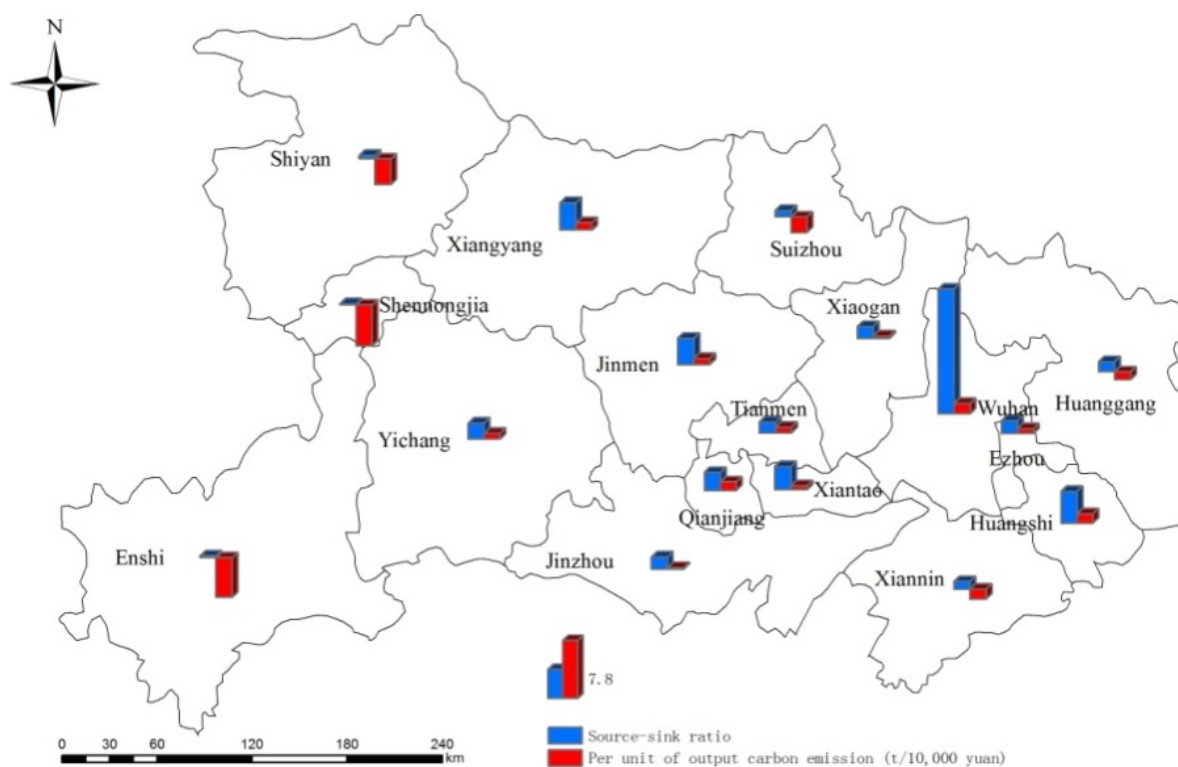 N
Shiyan
Xiangyang
Suizhou
Shennongjia
Xiaogan
Jinmen
Wuhan
Huanggang
Tianmen
Yichang
Ezhou
Xiantao
Qianjiang
Huangshi
Enshi
Jinzhou
Xiannin
7.8
Source-sink ratio
Per unit of output carbon emission (t/10,000 yuan)
0 30 60 120 180 240
km